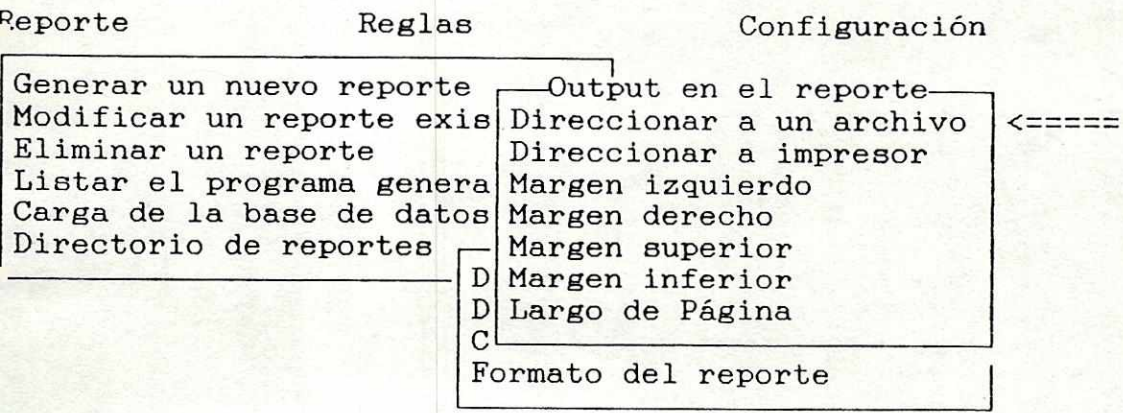 Reporte Reglas Configuración
Generar un nuevo reporte
Modificar un reporte exis
Eliminar un reporte
Listar el programa genera
Carga de la base de datos
Directorio de reportes
Output en el reporte
Direccionar a un archivo <=====
Direccionar a impresor
Margen izquierdo
Margen derecho
Margen superior
Margen inferior
Largo de Página
D
D
C
Formato del reporte